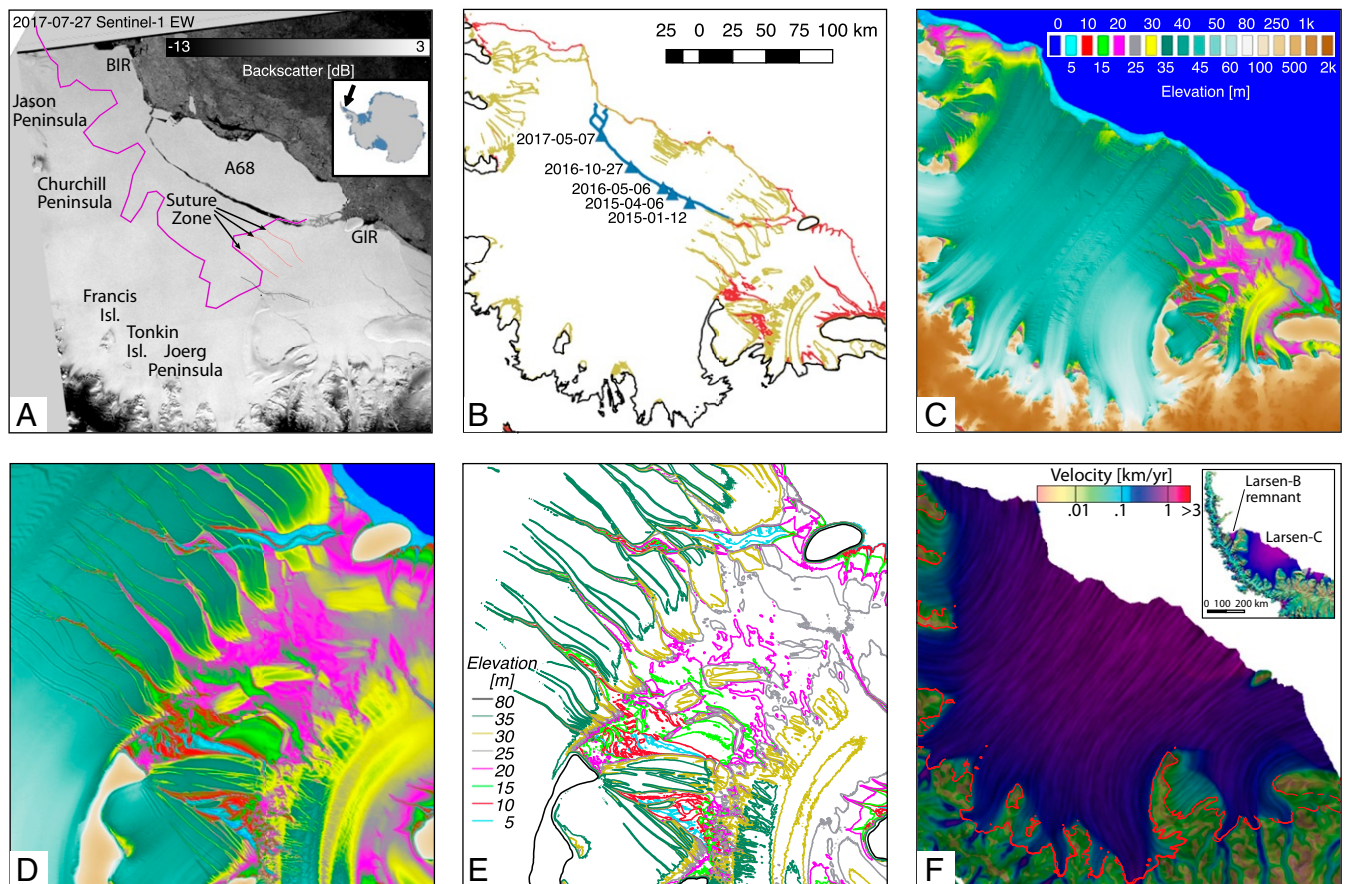 2017-07-27 Sentinel-1 EW
-13 3
Backscatter [dB]
BIR
Jason
Peninsula
A68
Churchill
Peninsula
Suture
Zone
GIR
Francis
Isl.
Tonkin
Isl.
Joerg
Peninsula
A
25 0 25 50 100 km
2017-05-07
2016-10-27
2016-05-06
2015-04-06
2015-01-12
B
0 10 20 30 40 50 80 250 1k
5 15 25 35 45 60 100 500 2k
Elevation [m]
C
D
Elevation
[m]
80
35
30
25
20
15
10
5
E
Velocity [km/yr]
.01 .1 1 >3
Larsen-B
remnant
Larsen-C
0 100 200 km
F